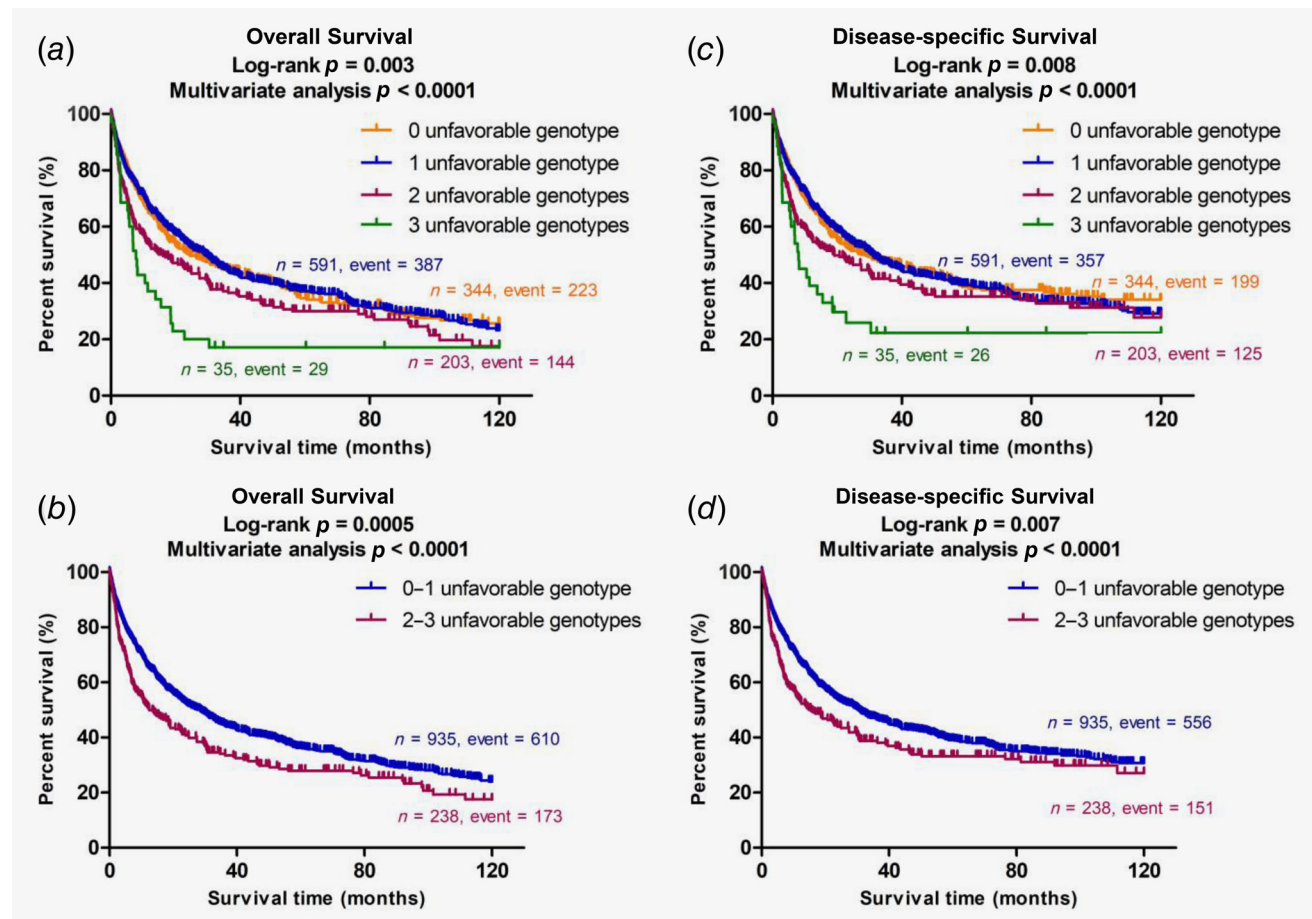 (a)
Overall Survival
Log-rank p = 0.003
Multivariate analysis p < 0.0001
Percent survival (%)
100
80
60
40
20
0
0 unfavorable genotype
1 unfavorable genotype
2 unfavorable genotypes
3 unfavorable genotypes
n = 591, event = 387
n = 344, event = 223
n = 35, event = 29
n = 203, event = 144
0 40 80 120
Survival time (months)
(c)
Disease-specific Survival
Log-rank p = 0.008
Multivariate analysis p < 0.0001
Percent survival (%)
100
80
60
40
20
0
0 unfavorable genotype
1 unfavorable genotype
2 unfavorable genotypes
3 unfavorable genotypes
n = 591, event = 357
n = 344, event = 199
n = 35, event = 26
n = 203, event = 125
0 40 80 120
Survival time (months)
(b)
Overall Survival
Log-rank p = 0.0005
Multivariate analysis p < 0.0001
Percent survival (%)
100
80
60
40
20
0
0–1 unfavorable genotype
2–3 unfavorable genotypes
n = 935, event = 610
n = 238, event = 173
0 40 80 120
Survival time (months)
(d)
Disease-specific Survival
Log-rank p = 0.007
Multivariate analysis p < 0.0001
Percent survival (%)
100
80
60
40
20
0
0–1 unfavorable genotype
2–3 unfavorable genotypes
n = 935, event = 556
n = 238, event = 151
0 40 80 120
Survival time (months)